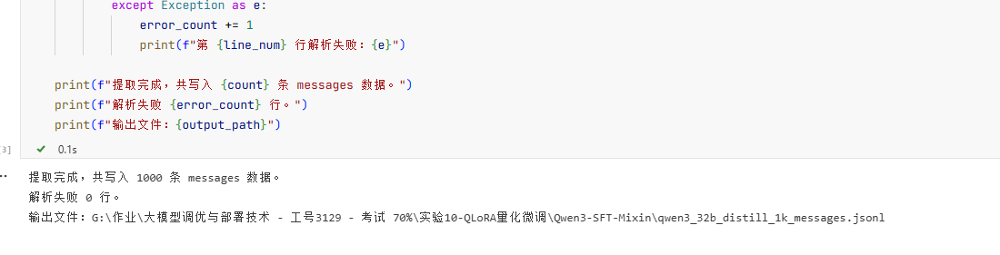 except Exception as e:
error_count += 1
print(f"第 {line_num} 行解析失败：{e}")
print(f"提取完成，共写入 {count} 条 messages 数据。")
print(f"解析失败 {error_count} 行。")
print(f"输出文件：{output_path}")
[3] 0.1s
提取完成，共写入 1000 条 messages 数据。
解析失败 0 行。
输出文件：G:\作业\大模型调优与部署技术 - 工号3129 - 考试 70%\实验10-QLoRA量化微调\Qwen3-SFT-Mixin\qwen3_32b_distill_1k_messages.jsonl